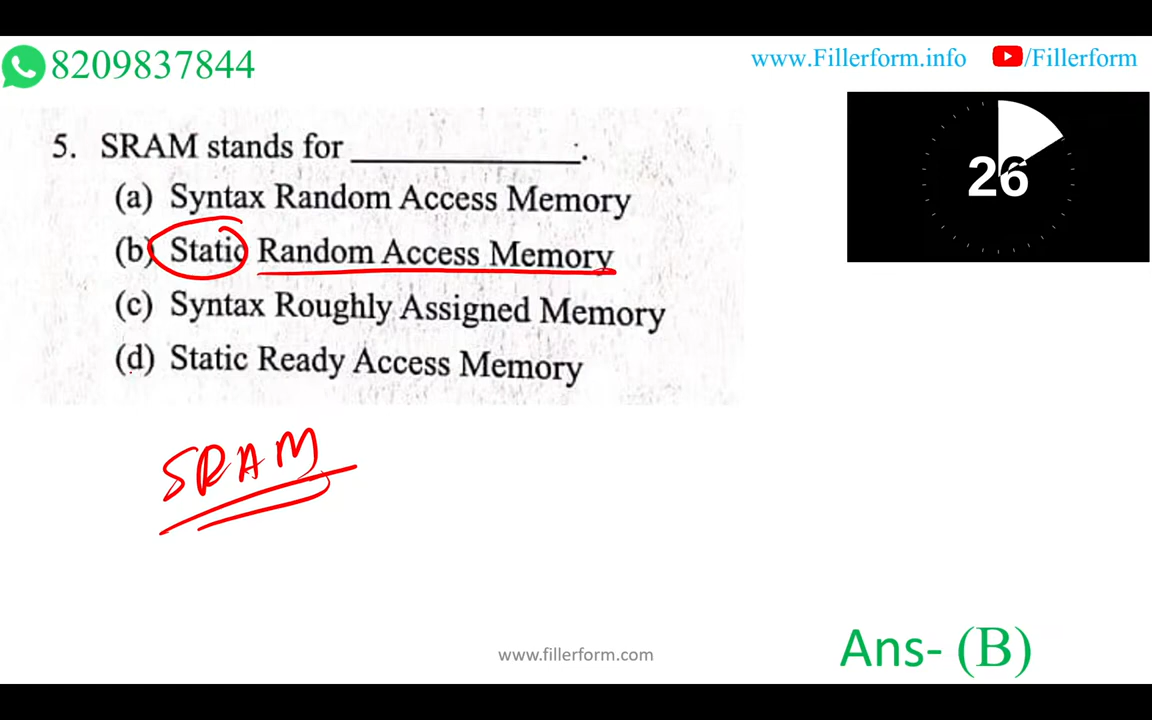 8209837844
www.Fillerform.info /Fillerform
5. SRAM stands for ____________.
26
(a) Syntax Random Access Memory
(b) Static Random Access Memory
(c) Syntax Roughly Assigned Memory
(d) Static Ready Access Memory
SRAM
Ans- (B)
www.fillerform.com